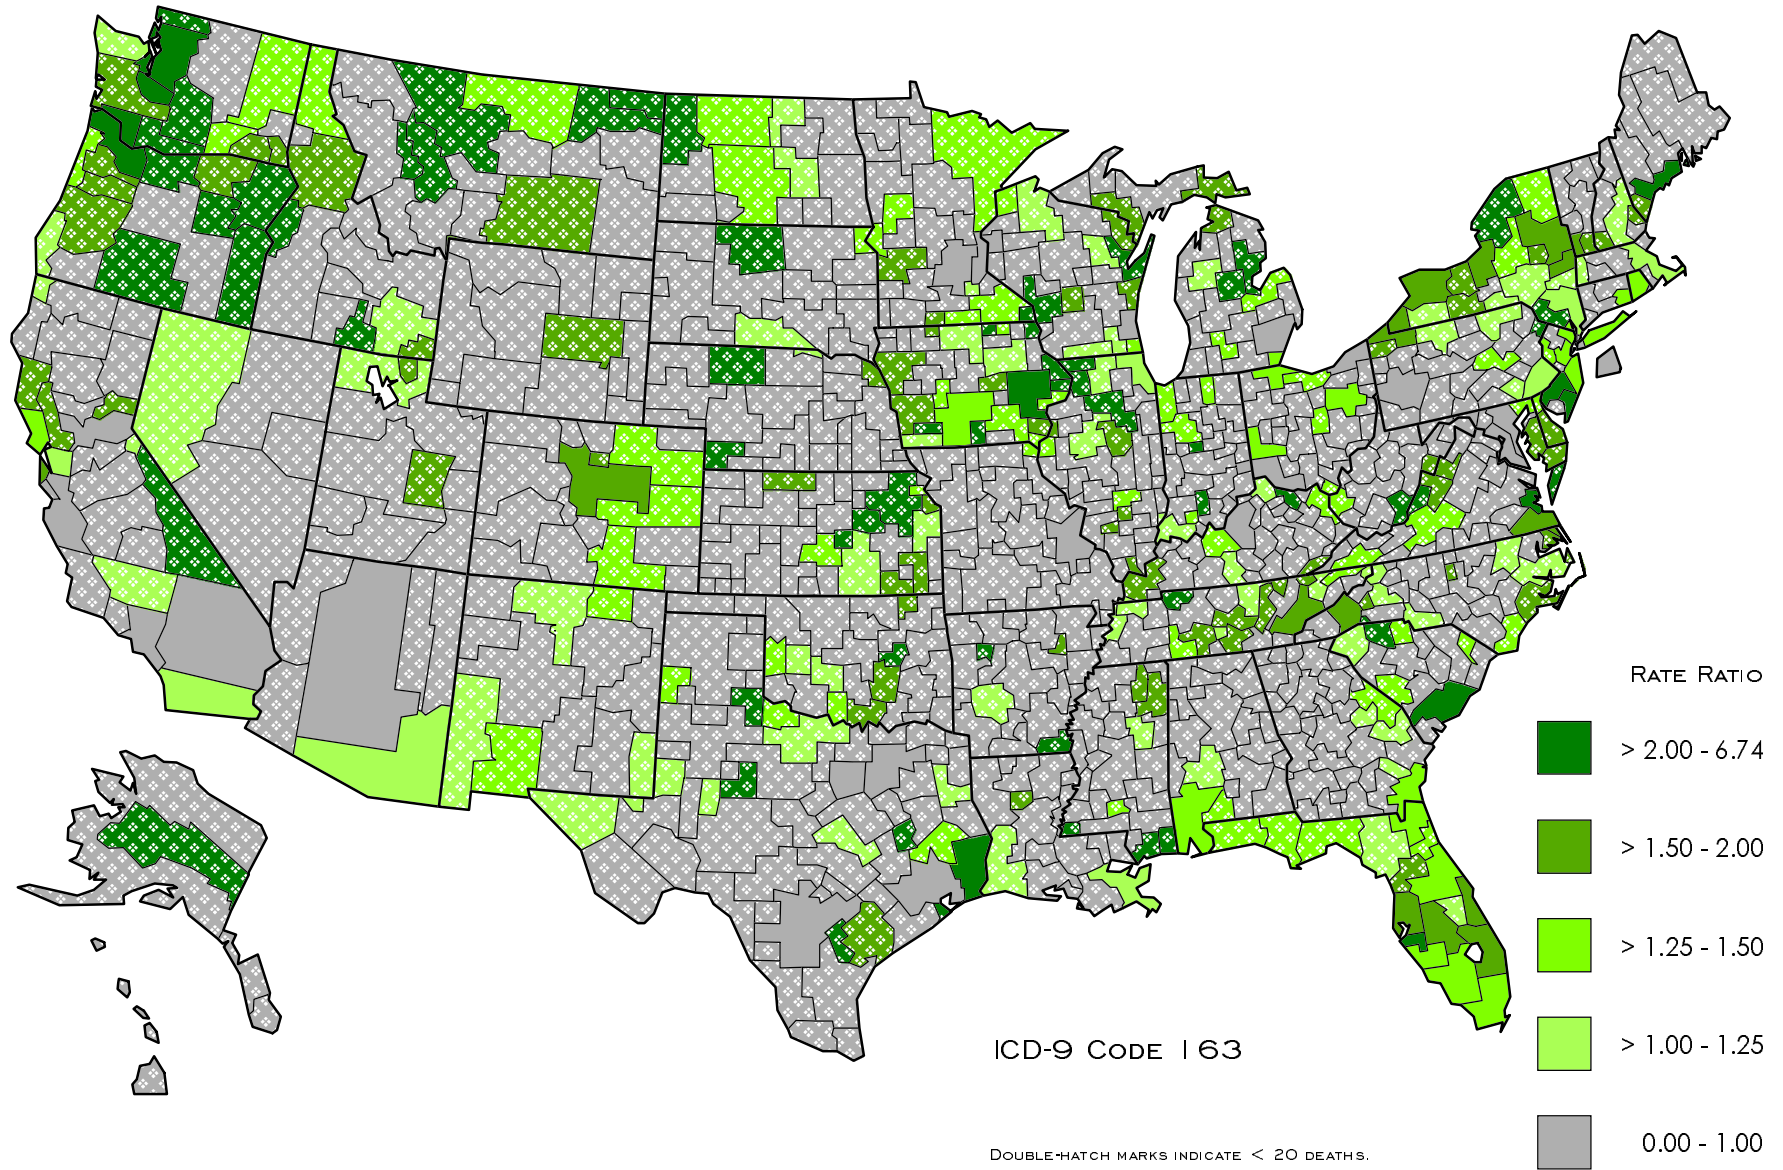 Rate Ratio
> 2.00 - 6.74
> 1.50 - 2.00
> 1.25 - 1.50
> 1.00 - 1.25
0.00 - 1.00
ICD-9 Code 163
Double-hatch marks indicate < 20 deaths.